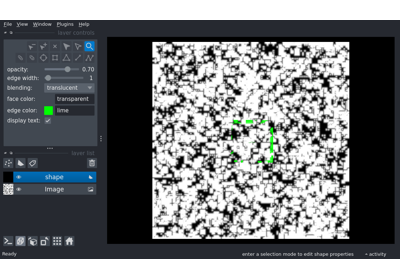 File View Window Plugins Help
layer controls
opacity: 0.70
edge width: 1
blending: translucent
face color: transparent
edge color: lime
display text:
layer list
shape
Image
Ready
enter a selection mode to edit shape properties
activity